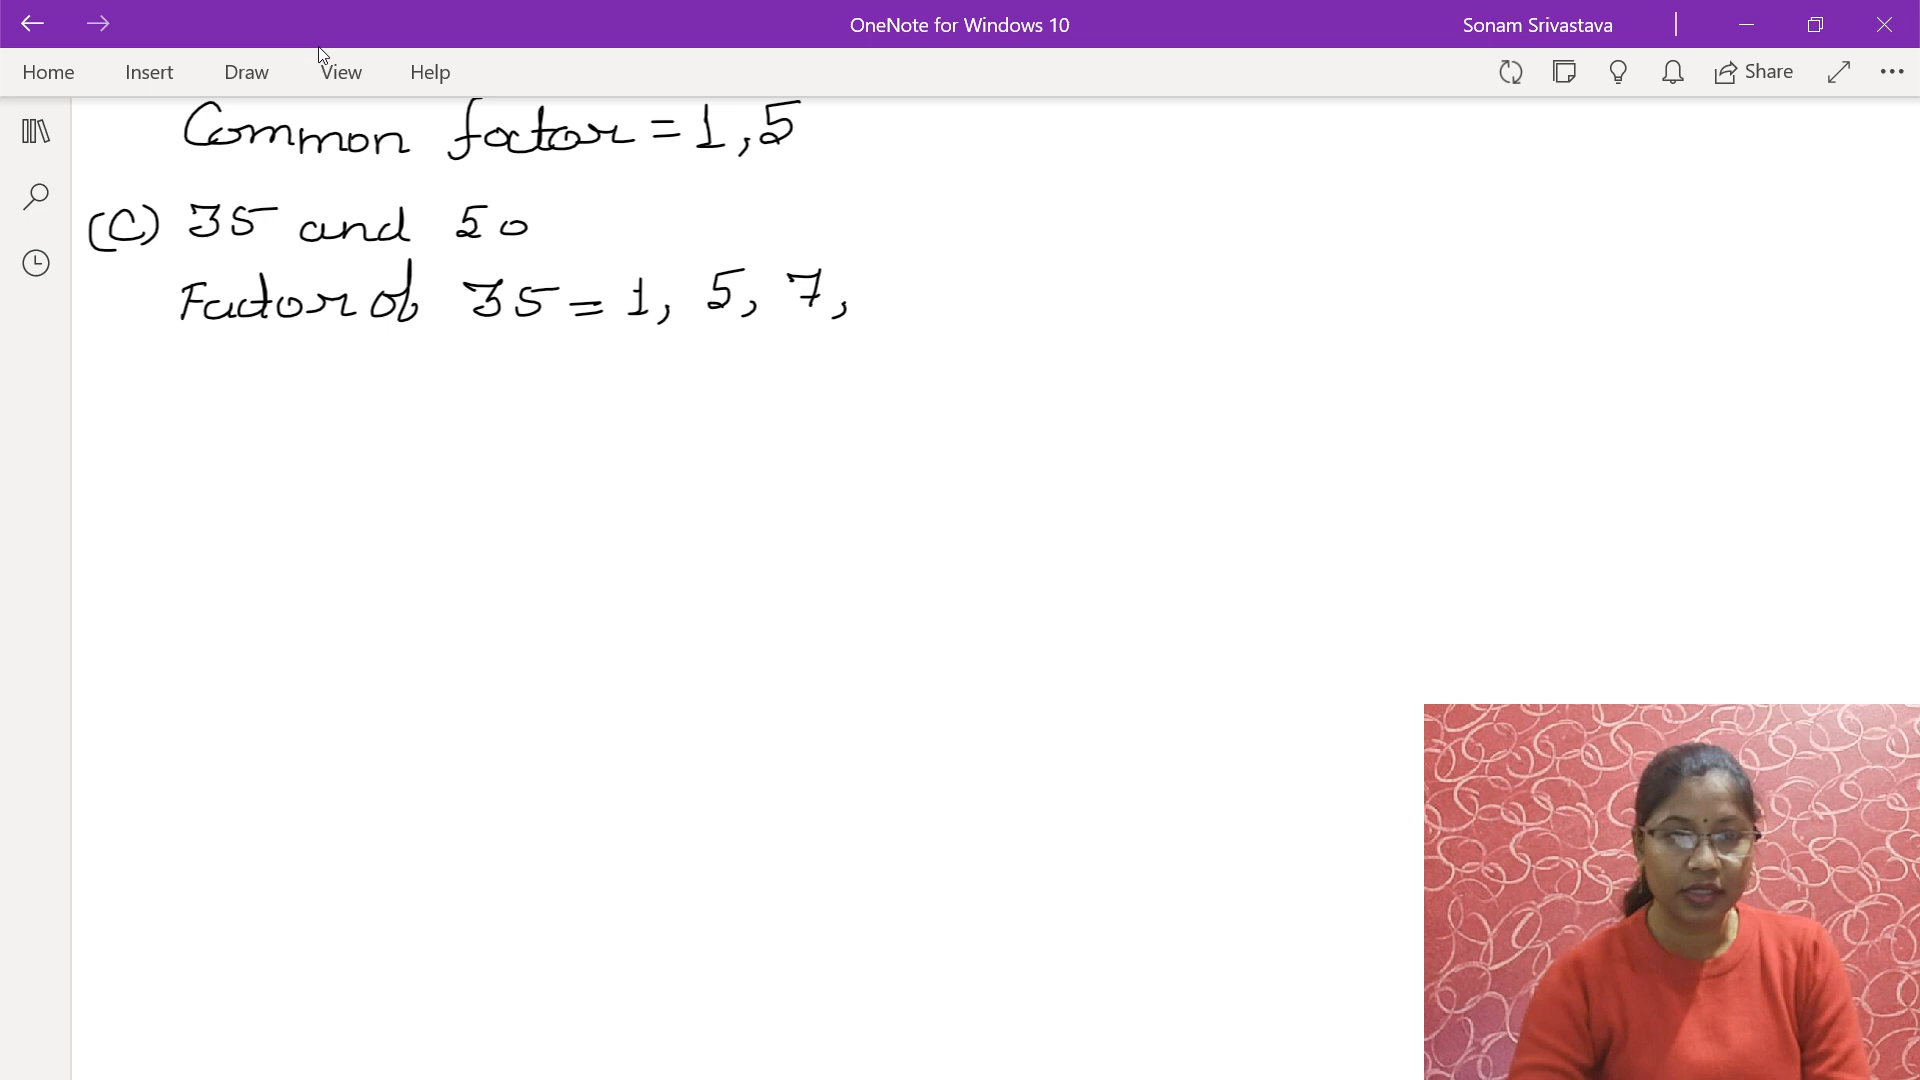 OneNote for Windows 10
Sonam Srivastava
Home Insert Draw View Help
Share
Common factor = 1, 5
(C) 35 and 50
Factor of 35 = 1, 5, 7,